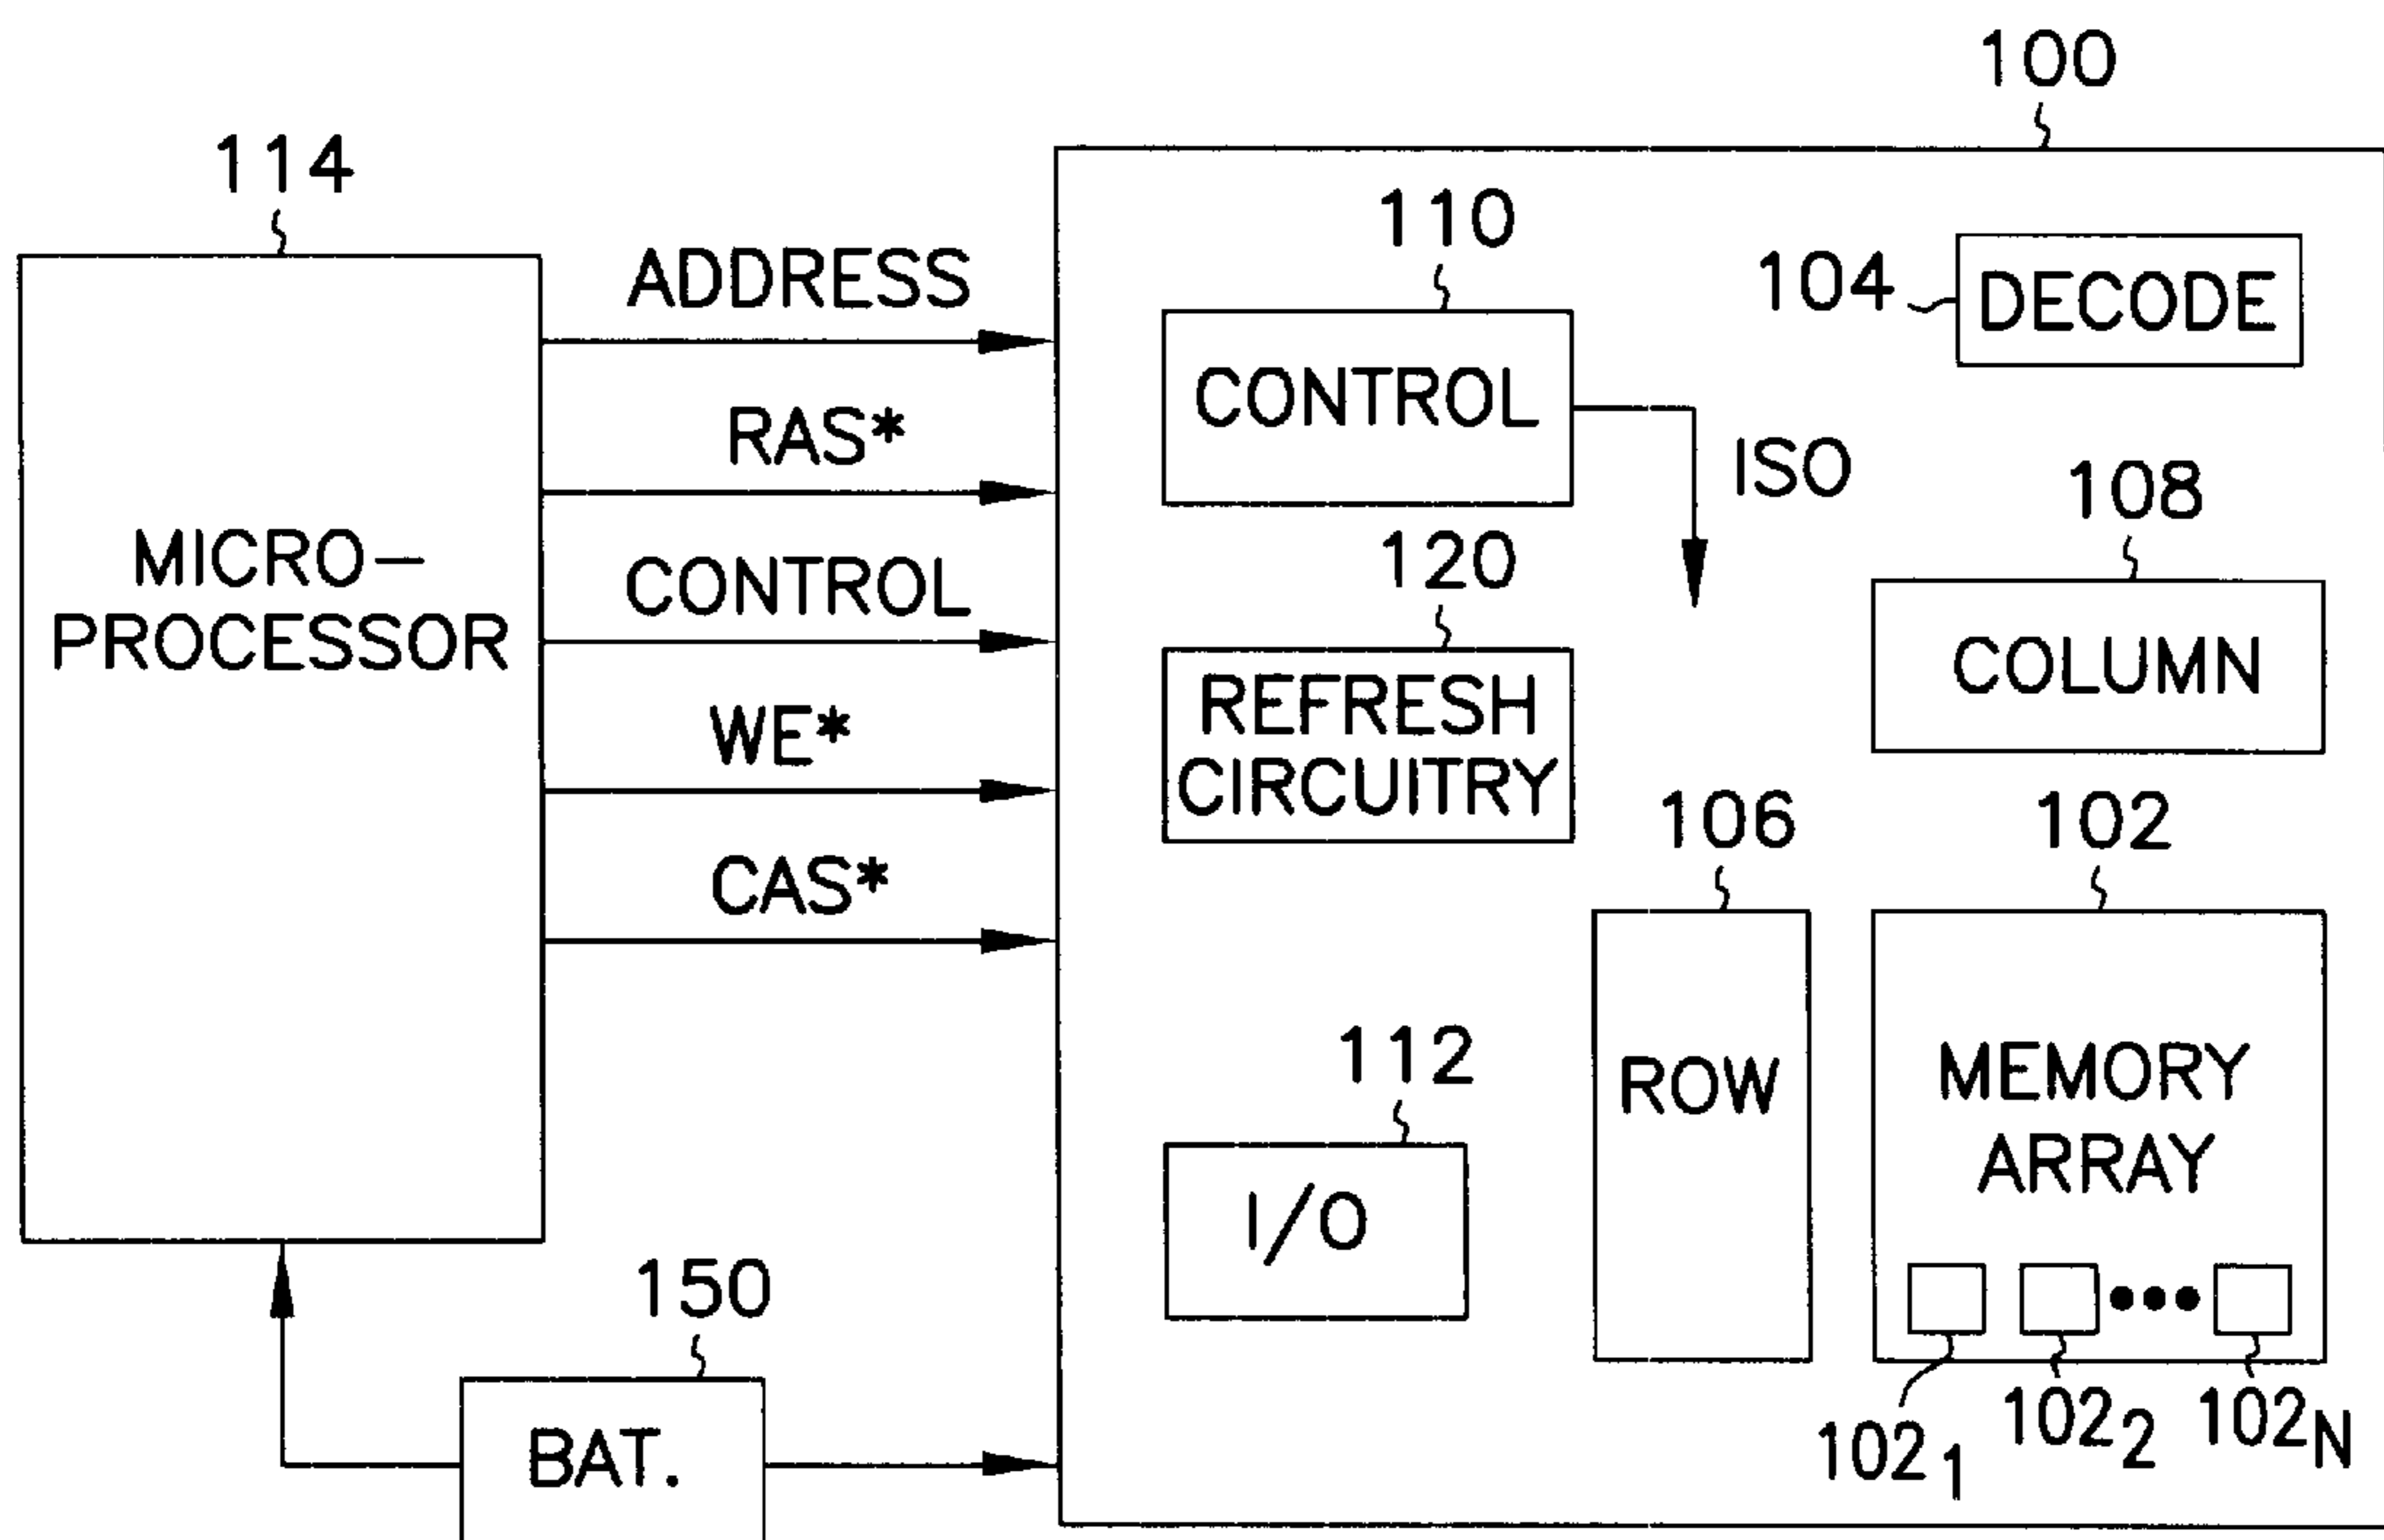 100
114
110
ADDRESS
104
DECODE
CONTROL
RAS*
ISO
108
MICRO-
PROCESSOR
120
CONTROL
COLUMN
REFRESH
CIRCUITRY
WE*
106
102
CAS*
112
ROW
MEMORY
ARRAY
I/O
150
BAT.
102₁
102₂
102N